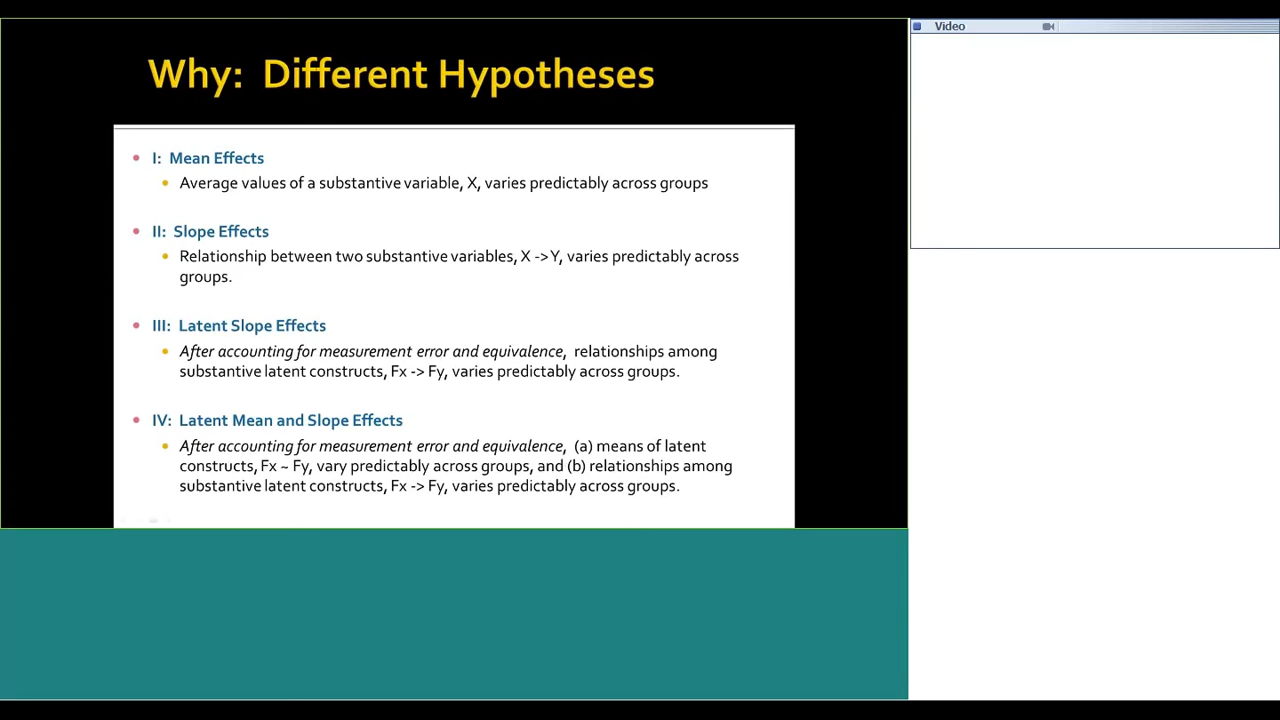 Why: Different Hypotheses
Video
• I: Mean Effects
• Average values of a substantive variable, X, varies predictably across groups
• II: Slope Effects
• Relationship between two substantive variables, X -> Y, varies predictably across
groups.
• III: Latent Slope Effects
• After accounting for measurement error and equivalence, relationships among
substantive latent constructs, Fx -> Fy, varies predictably across groups.
• IV: Latent Mean and Slope Effects
• After accounting for measurement error and equivalence, (a) means of latent
constructs, Fx ~ Fy, vary predictably across groups, and (b) relationships among
substantive latent constructs, Fx -> Fy, varies predictably across groups.